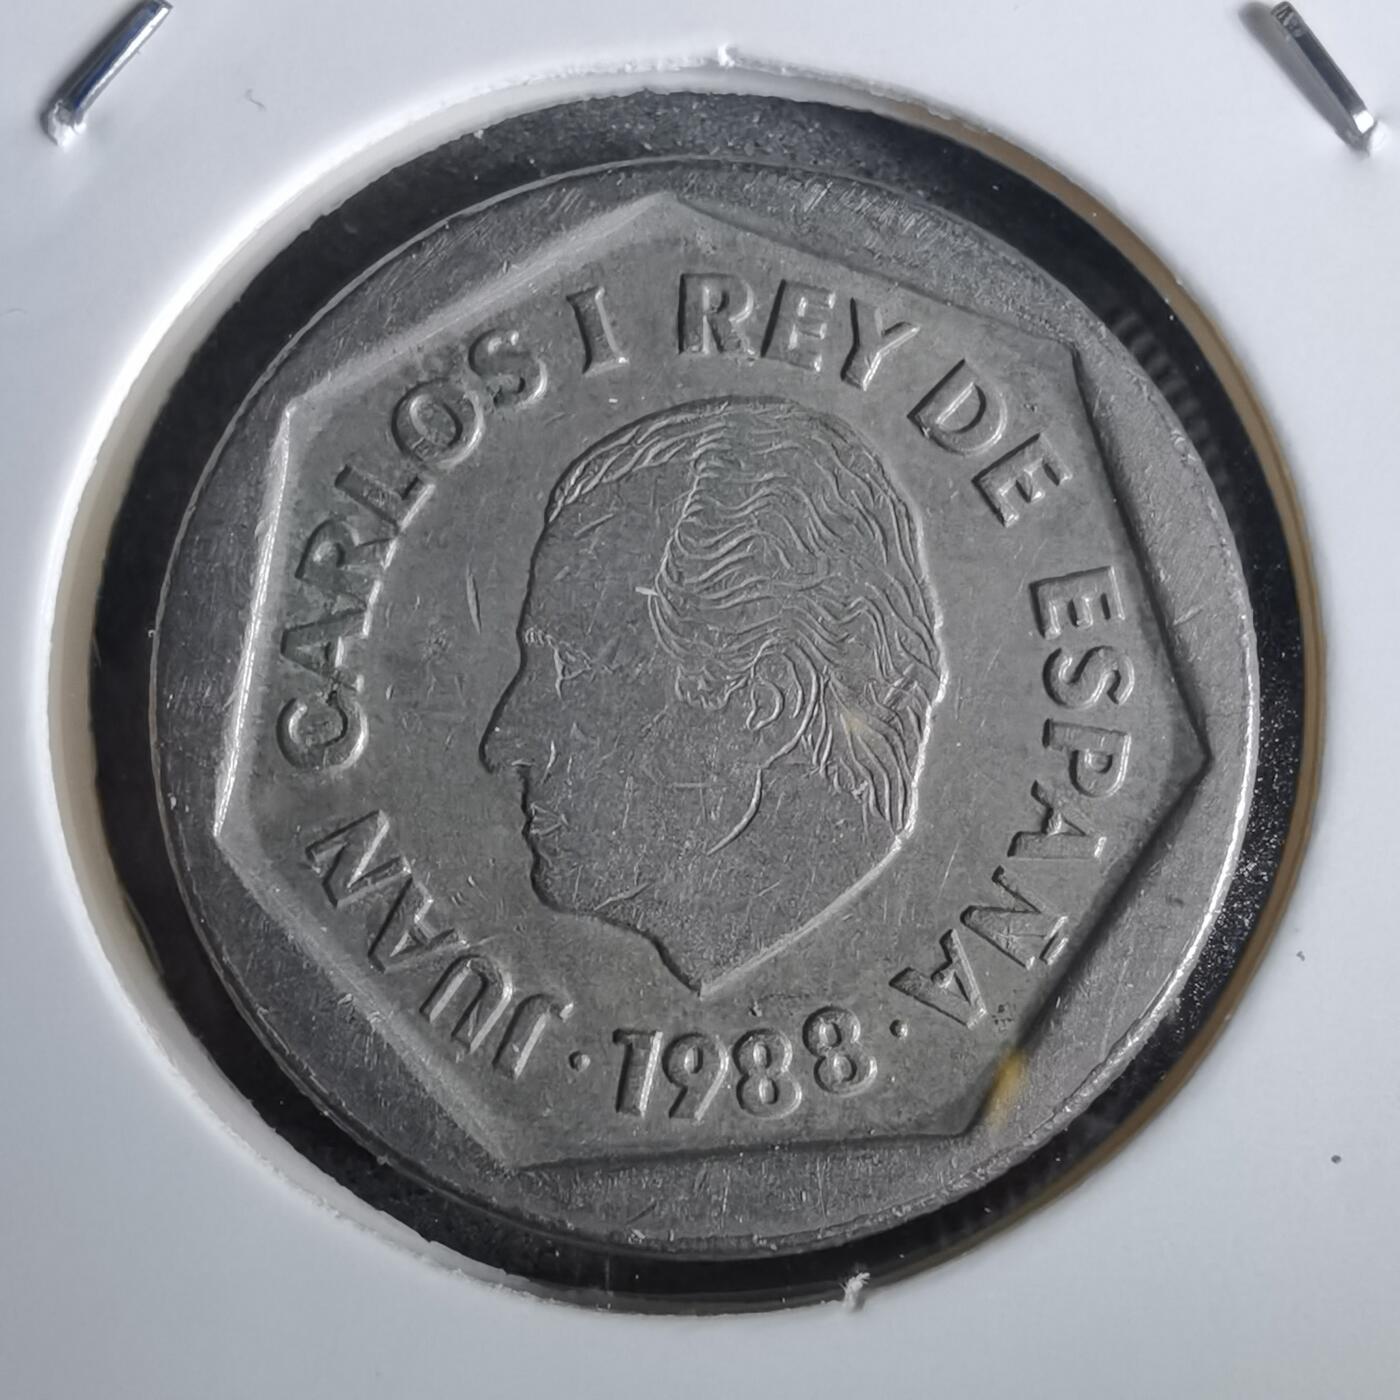 JUAN CARLOS I REY DE ESPAÑA
· 1988 ·